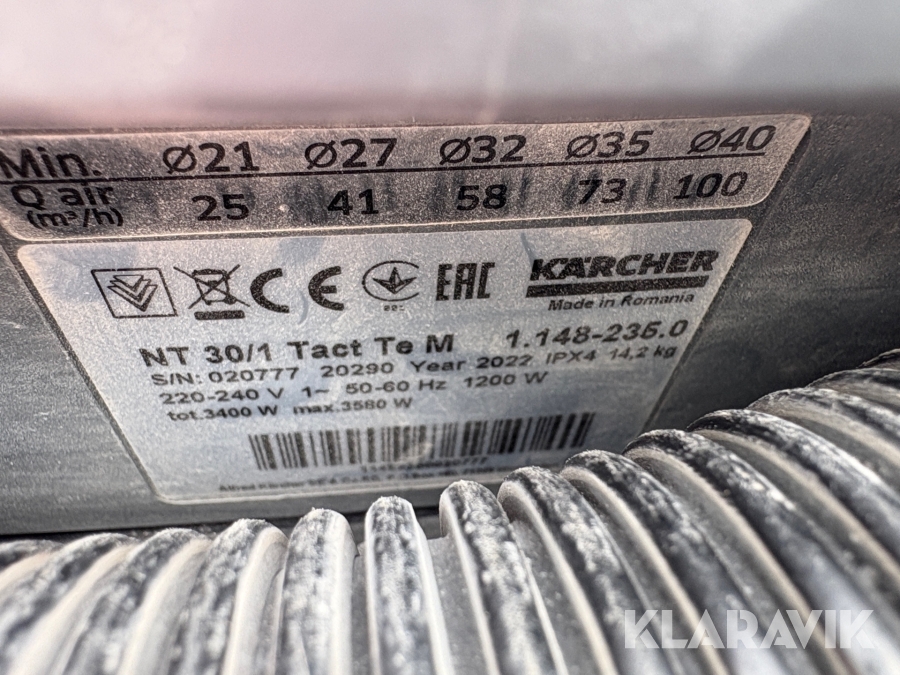 Min. Ø21 Ø27 Ø32 Ø35 Ø40
Q air (m³/h) 25 41 58 73 100
CE EAC KÄRCHER
Made in Romania
NT 30/1 Tact Te M 1.148-235.0
S/N: 020777 20290 Year 2022 IPX4 14,2 kg
220-240 V 1~ 50-60 Hz 1200 W
tot.3400 W max.3580 W
KLARAVIK